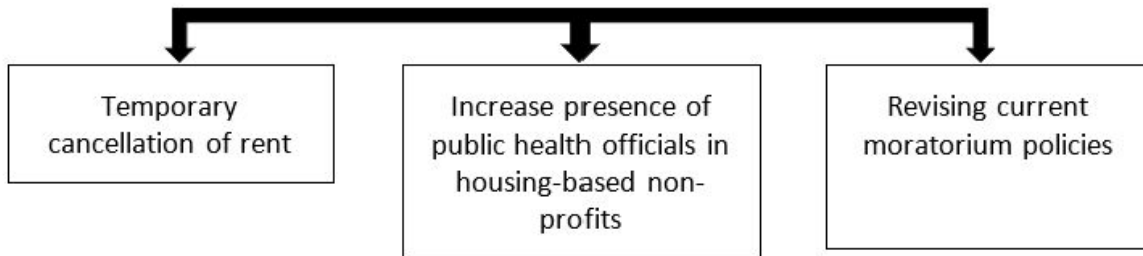 Temporary
cancellation of rent
Increase presence of
public health officials in
housing-based non-
profits
Revising current
moratorium policies